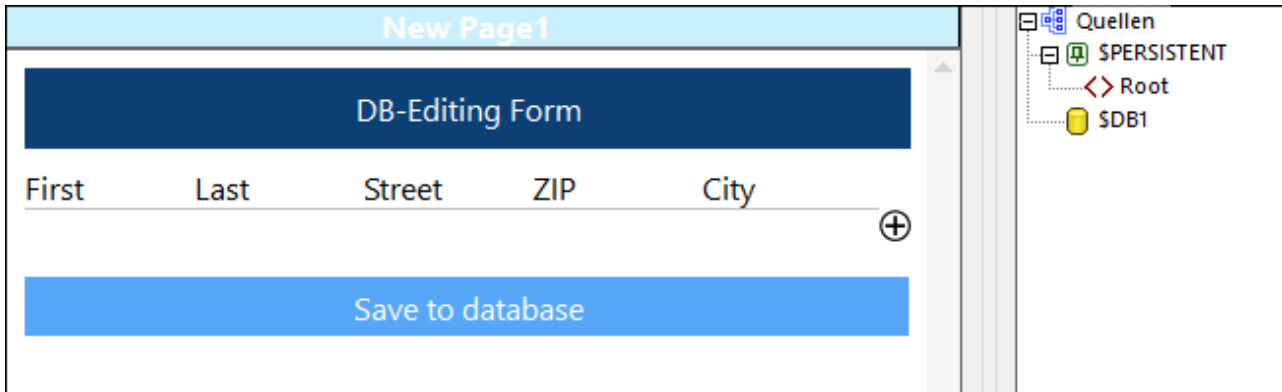 New Page1
DB-Editing Form
First Last Street ZIP City
Save to database
Quellen
$PERSISTENT
Root
$DB1